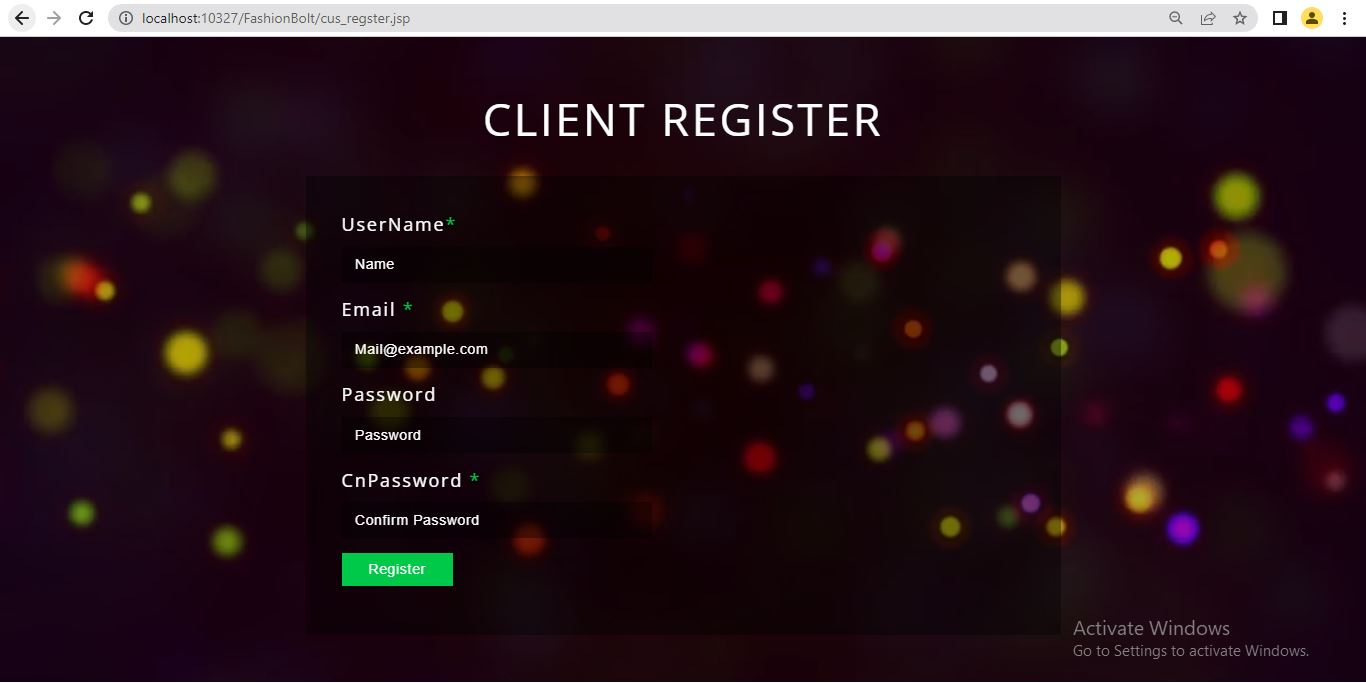 localhost:10327/FashionBolt/cus_regster.jsp
CLIENT REGISTER
UserName*
Name
Email *
Mail@example.com
Password
Password
CnPassword *
Confirm Password
Register
Activate Windows
Go to Settings to activate Windows.